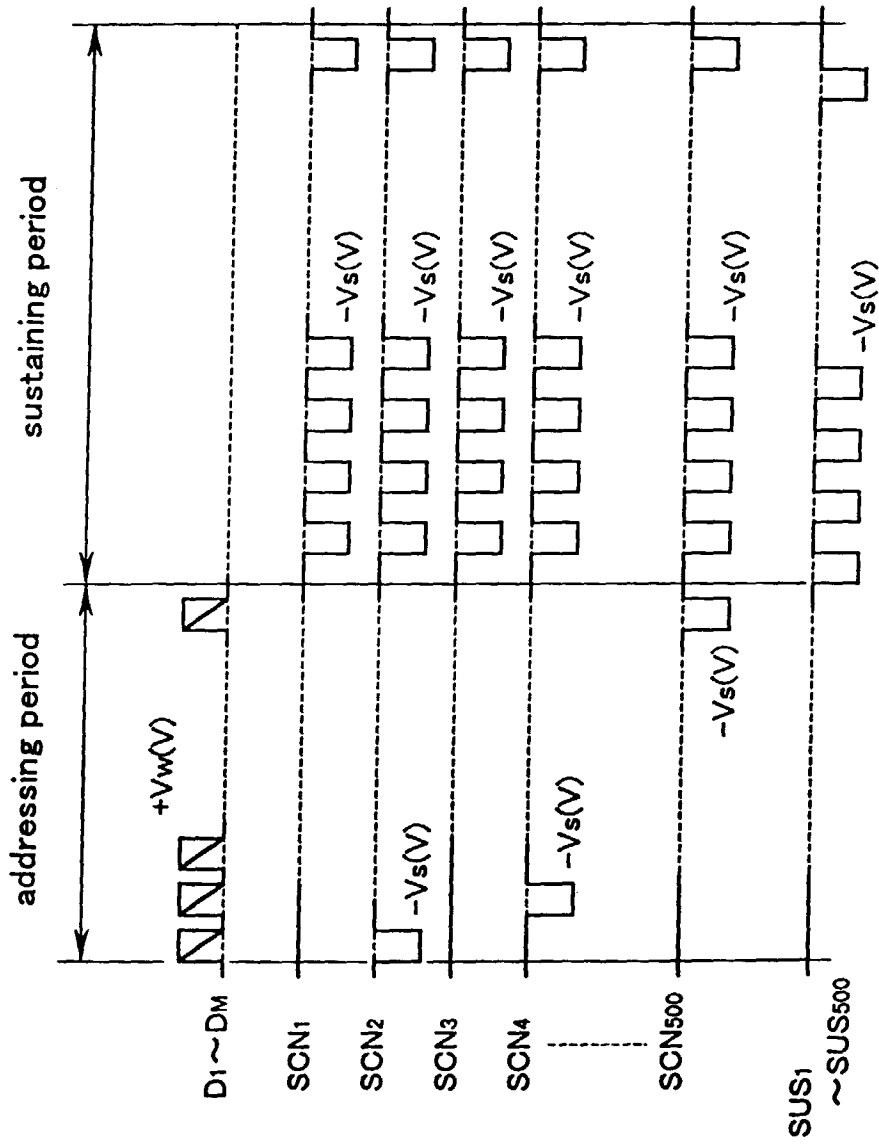 addressing period
sustaining period
+Vw(V)
D1~DM
SCN1
-Vs(V)
SCN2
-Vs(V)
-Vs(V)
SCN3
-Vs(V)
SCN4
-Vs(V)
-Vs(V)
SCN500
-Vs(V)
-Vs(V)
SUS1
~SUS500
-Vs(V)